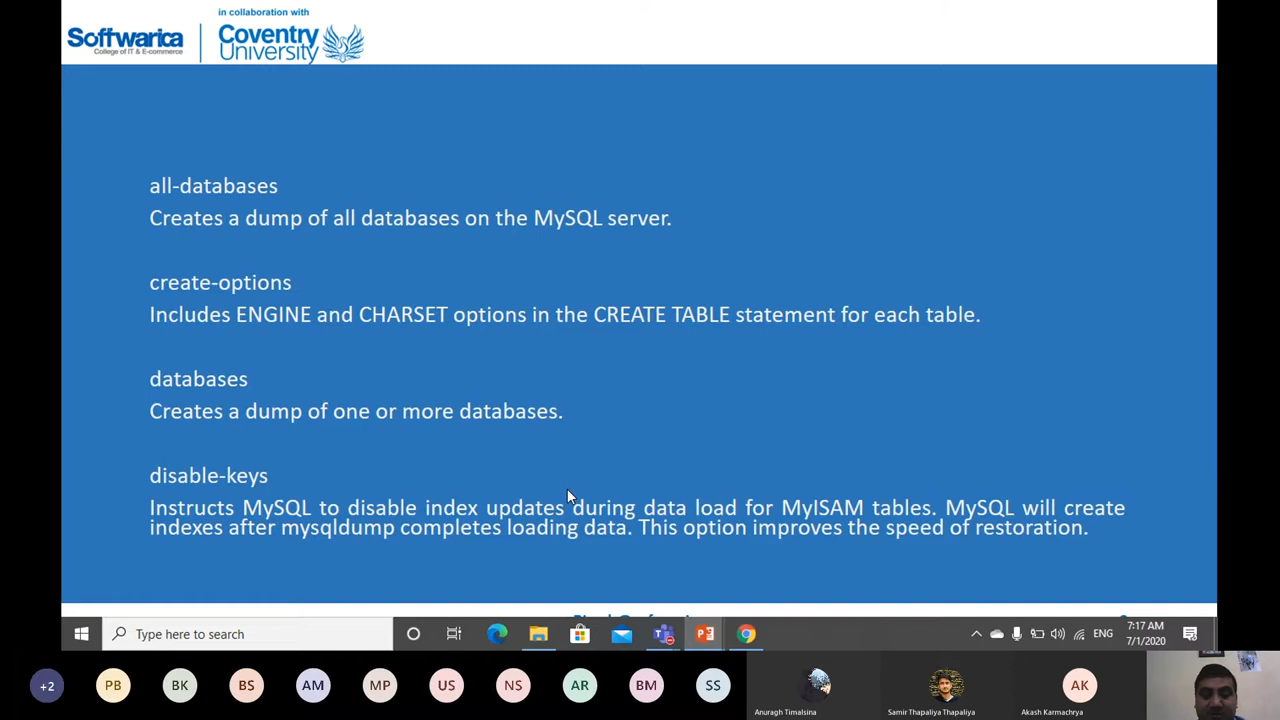 in collaboration with
Softwarica
College of IT & E-commerce
Coventry
University
all-databases
Creates a dump of all databases on the MySQL server.
create-options
Includes ENGINE and CHARSET options in the CREATE TABLE statement for each table.
databases
Creates a dump of one or more databases.
disable-keys
Instructs MySQL to disable index updates during data load for MyISAM tables. MySQL will create
indexes after mysqldump completes loading data. This option improves the speed of restoration.
Type here to search
ENG
7:17 AM
7/1/2020
+2
PB
BK
BS
AM
MP
US
NS
AR
BM
SS
AK
Anuragh Timalsina
Samir Thapaliya Thapaliya
Akash Karmachrya